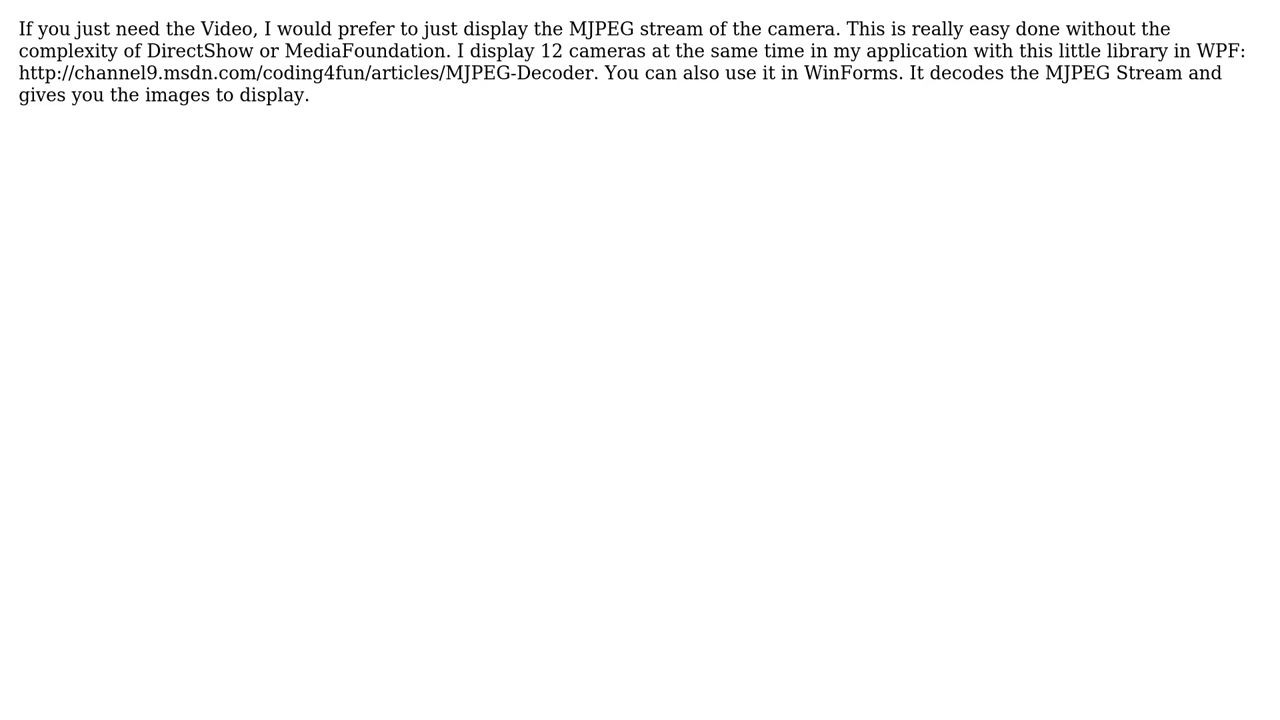 If you just need the Video, I would prefer to just display the MJPEG stream of the camera. This is really easy done without the
complexity of DirectShow or MediaFoundation. I display 12 cameras at the same time in my application with this little library in WPF:
http://channel9.msdn.com/coding4fun/articles/MJPEG-Decoder. You can also use it in WinForms. It decodes the MJPEG Stream and
gives you the images to display.